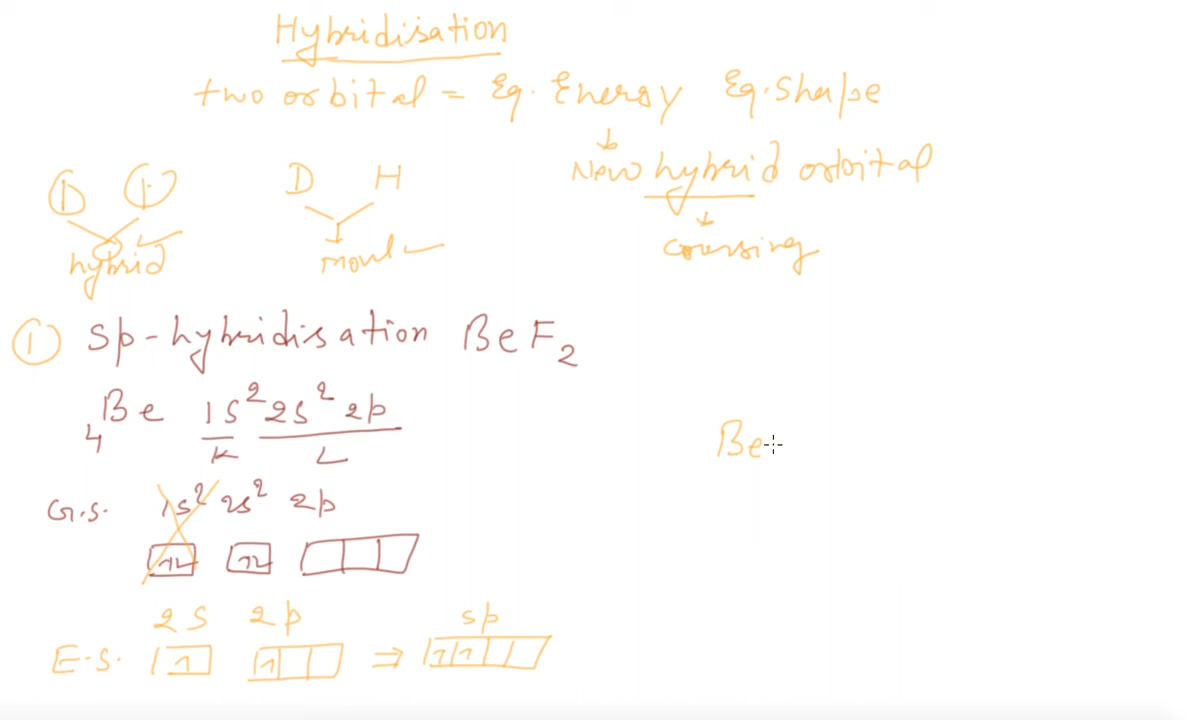 Hybridisation
two orbital = Eq. Energy Eq. Shape
New hybrid orbital
D H
hybrid
① sp-hybridisation BeF₂
₄Be 1s² 2s² 2p
K L
Be
G.s. 1s² 2s² 2p
2s 2p sp
E-s. ⇒